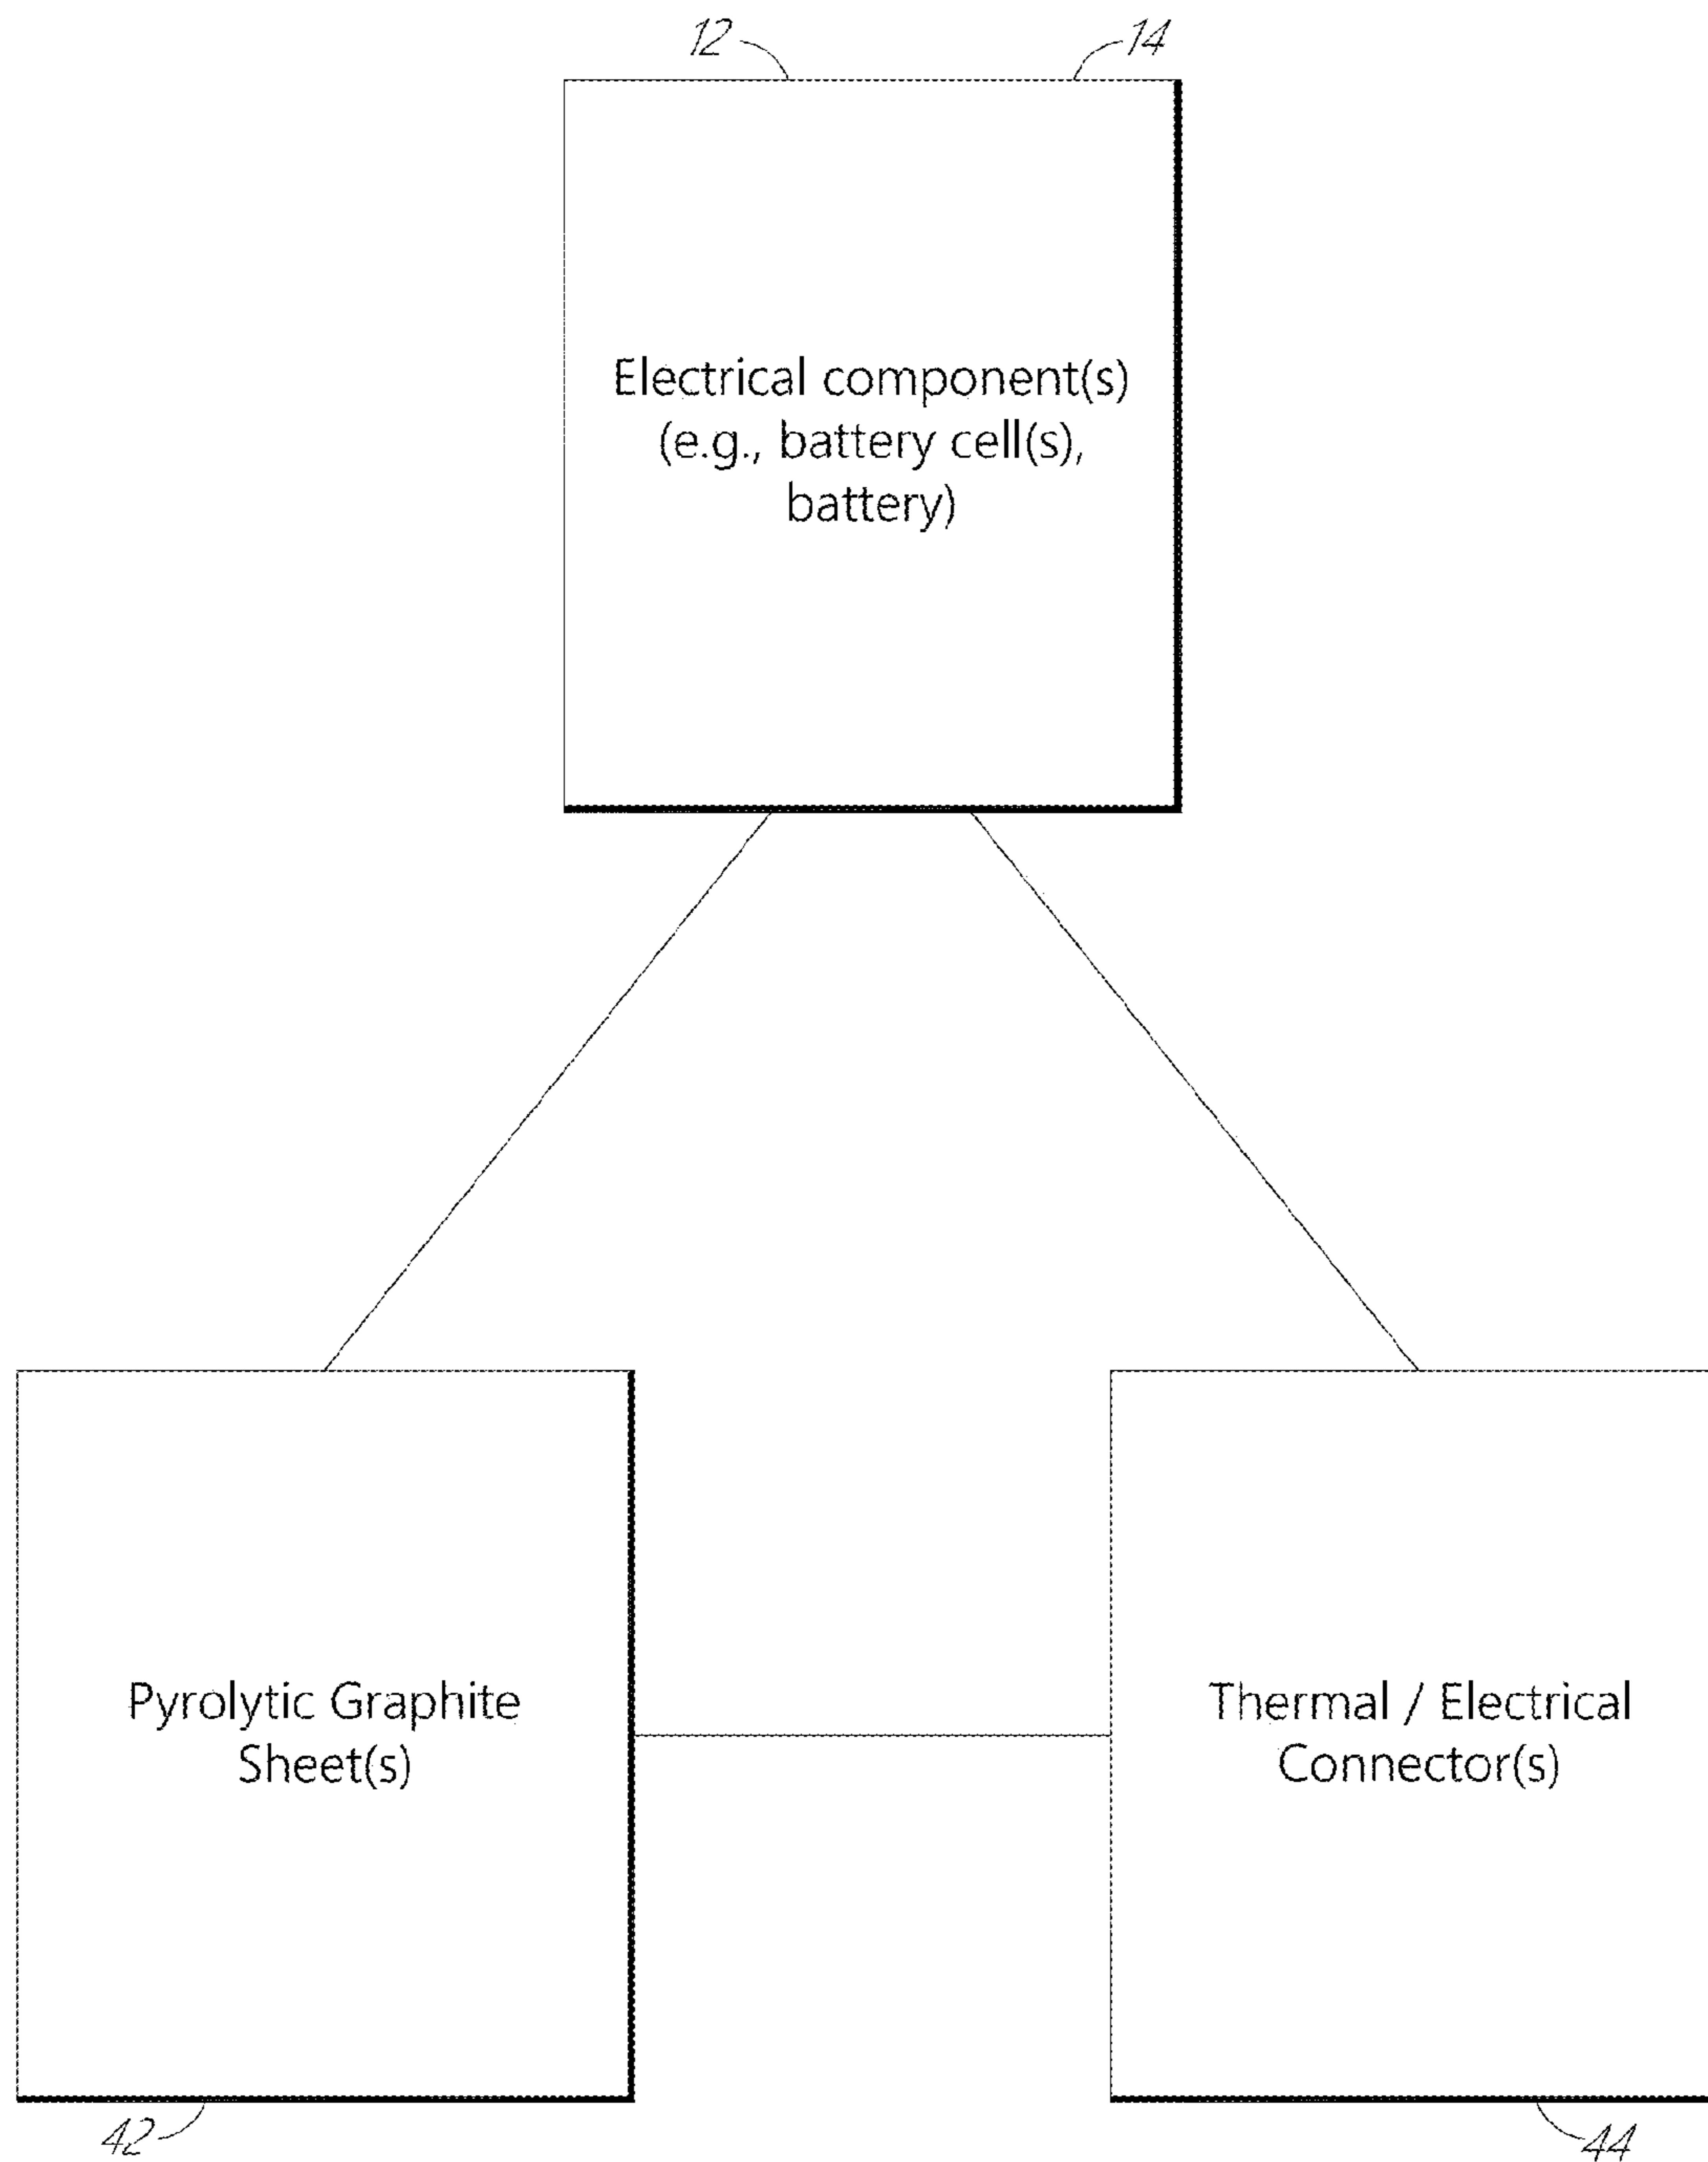 12
14
Electrical component(s)
(e.g., battery cell(s),
battery)
Pyrolytic Graphite
Sheet(s)
Thermal / Electrical
Connector(s)
42
44